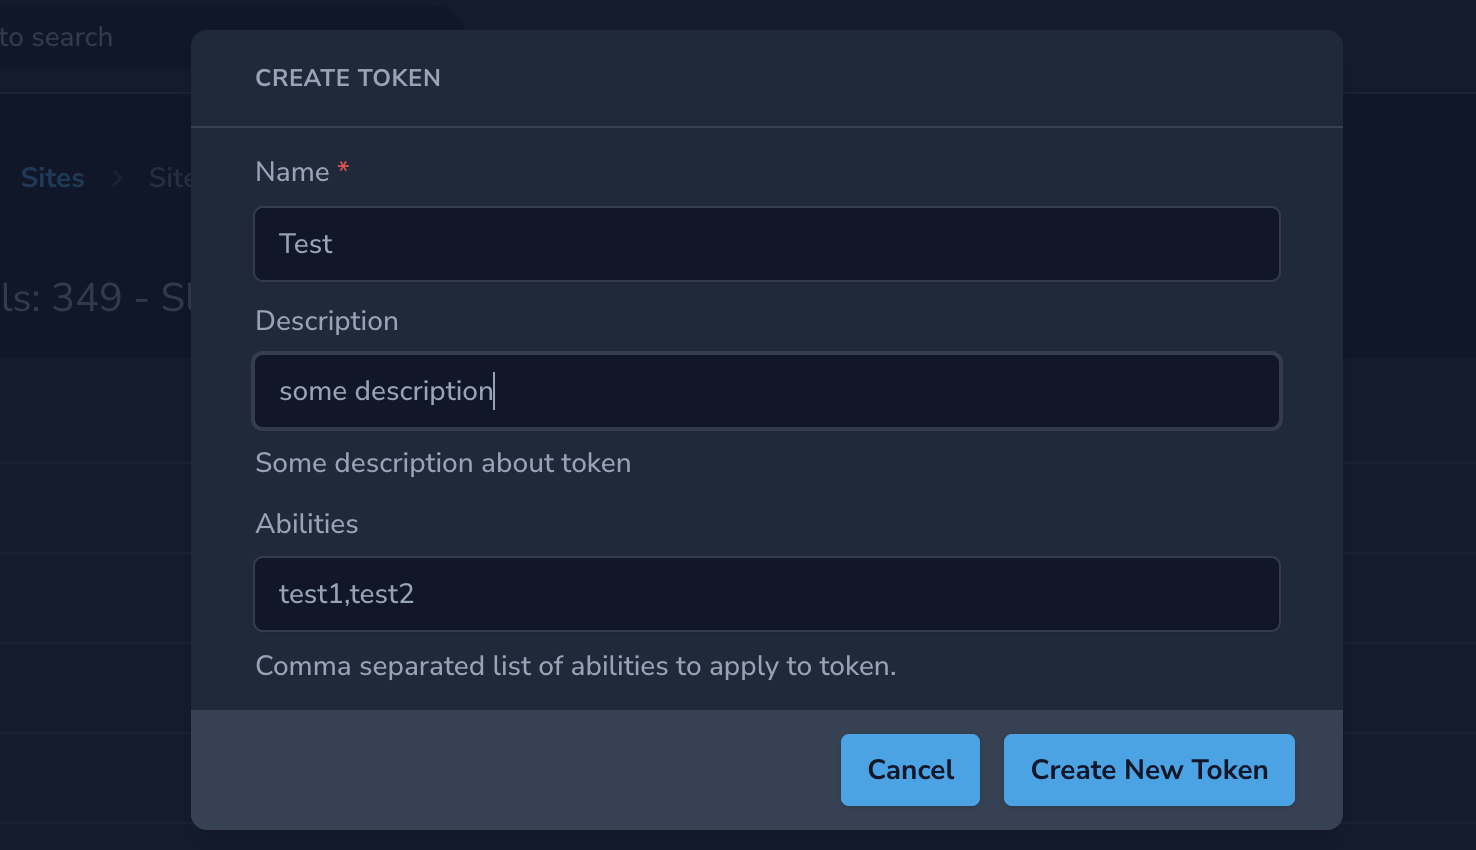 to search
CREATE TOKEN
Name *
Sites > Site
Test
ls: 349 - Sl
Description
some description
Some description about token
Abilities
test1,test2
Comma separated list of abilities to apply to token.
Cancel Create New Token